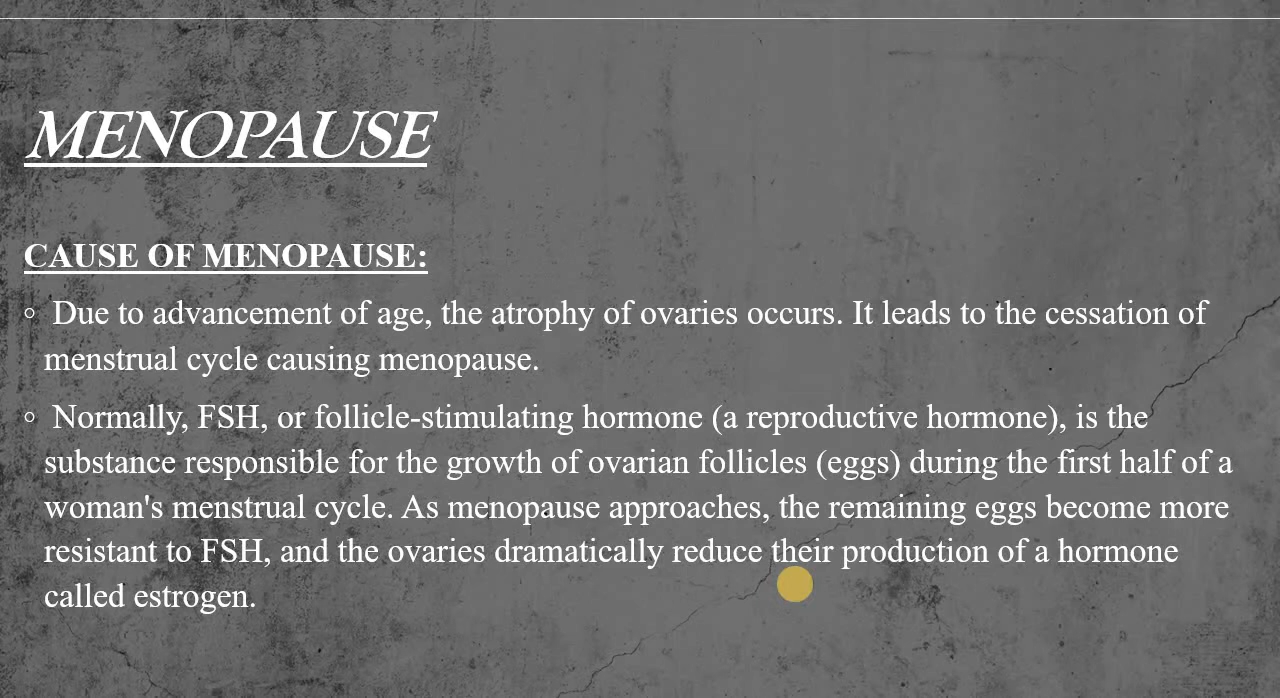 MENOPAUSE
CAUSE OF MENOPAUSE:
◦ Due to advancement of age, the atrophy of ovaries occurs. It leads to the cessation of
menstrual cycle causing menopause.
◦ Normally, FSH, or follicle-stimulating hormone (a reproductive hormone), is the
substance responsible for the growth of ovarian follicles (eggs) during the first half of a
woman's menstrual cycle. As menopause approaches, the remaining eggs become more
resistant to FSH, and the ovaries dramatically reduce their production of a hormone
called estrogen.